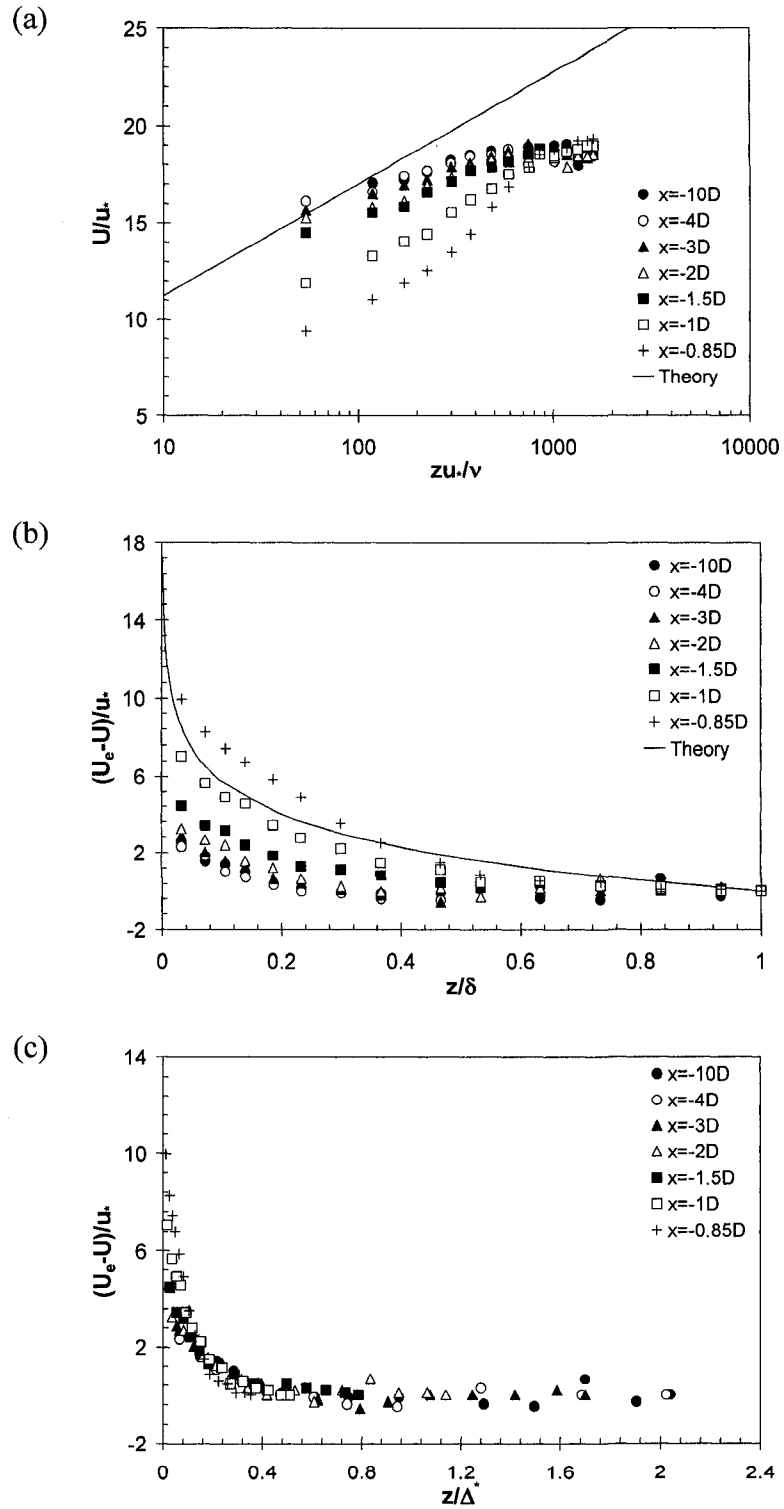 (a)
25
20
15
10
5
U/u*
10
100
1000
10000
zu*/ν
x=-10D
x=-4D
x=-3D
x=-2D
x=-1.5D
x=-1D
x=-0.85D
Theory
(b)
18
14
10
6
2
-2
(Ue-U)/u*
0
0.2
0.4
0.6
0.8
1
z/δ
x=-10D
x=-4D
x=-3D
x=-2D
x=-1.5D
x=-1D
x=-0.85D
Theory
(c)
14
10
6
2
-2
(Ue-U)/u*
0
0.4
0.8
1.2
1.6
2
2.4
z/Δ*
x=-10D
x=-4D
x=-3D
x=-2D
x=-1.5D
x=-1D
x=-0.85D